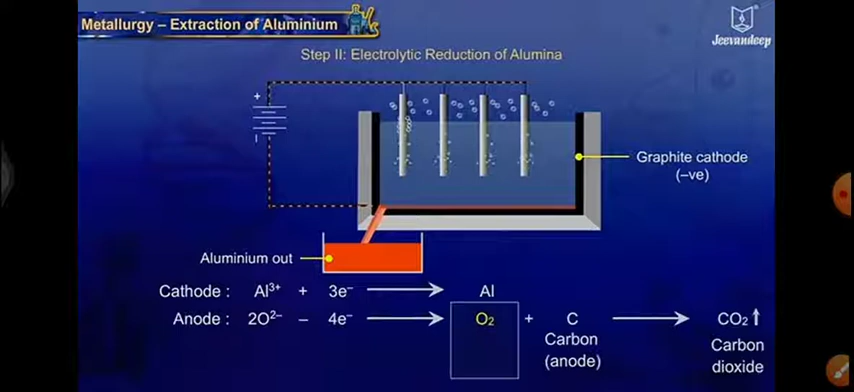 Metallurgy – Extraction of Aluminium
Jeevandeep
Step II: Electrolytic Reduction of Alumina
+
Graphite cathode
(–ve)
Aluminium out
Cathode : Al³⁺ + 3e⁻ ⟶ Al
Anode : 2O²⁻ – 4e⁻ ⟶ O₂ + C ⟶ CO₂↑
Carbon
(anode)
Carbon
dioxide